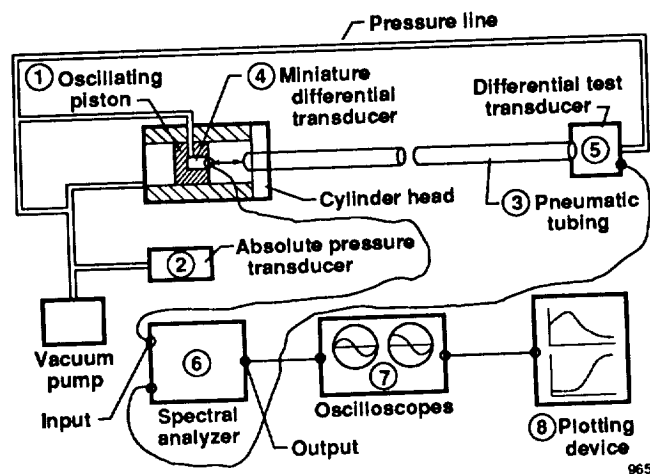 Pressure line
① Oscillating
piston
④ Miniature
differential
transducer
Differential test
transducer
⑤
Cylinder head
③ Pneumatic
tubing
②
Absolute pressure
transducer
Vacuum
pump
⑥
⑦
Input
Spectral
analyzer
Output
Oscilloscopes
⑧ Plotting
device
965